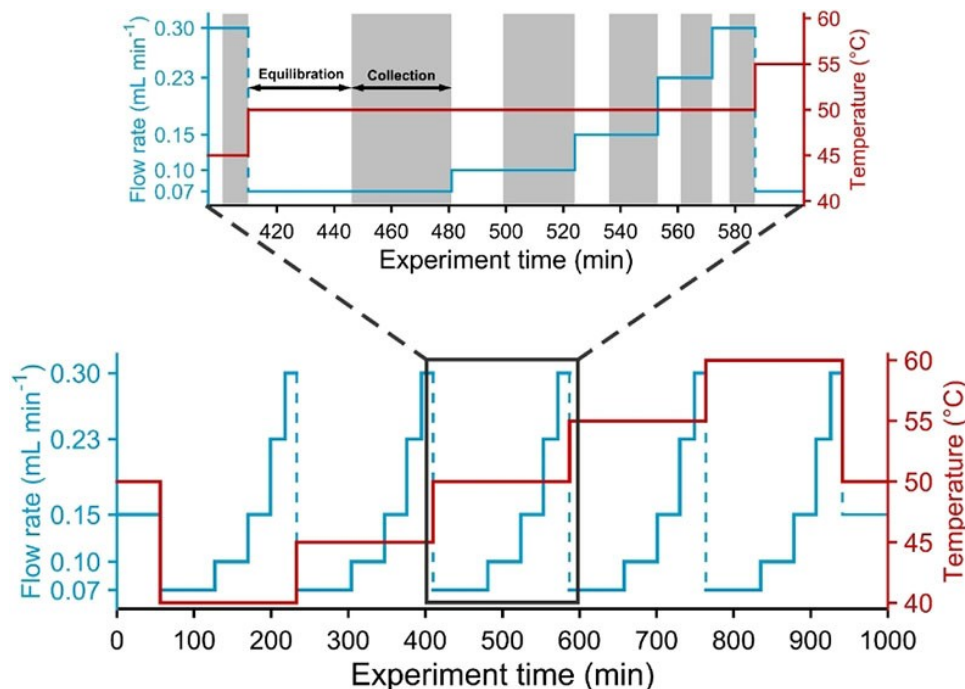 0.30
0.23
0.15
0.10
0.07
Flow rate (mL min⁻¹)
Equilibration
Collection
60
55
50
45
40
Temperature (°C)
420 440 460 480 500 520 540 560 580
Experiment time (min)
0.30
0.23
0.15
0.10
0.07
Flow rate (mL min⁻¹)
60
55
50
45
40
Temperature (°C)
0 100 200 300 400 500 600 700 800 900 1000
Experiment time (min)